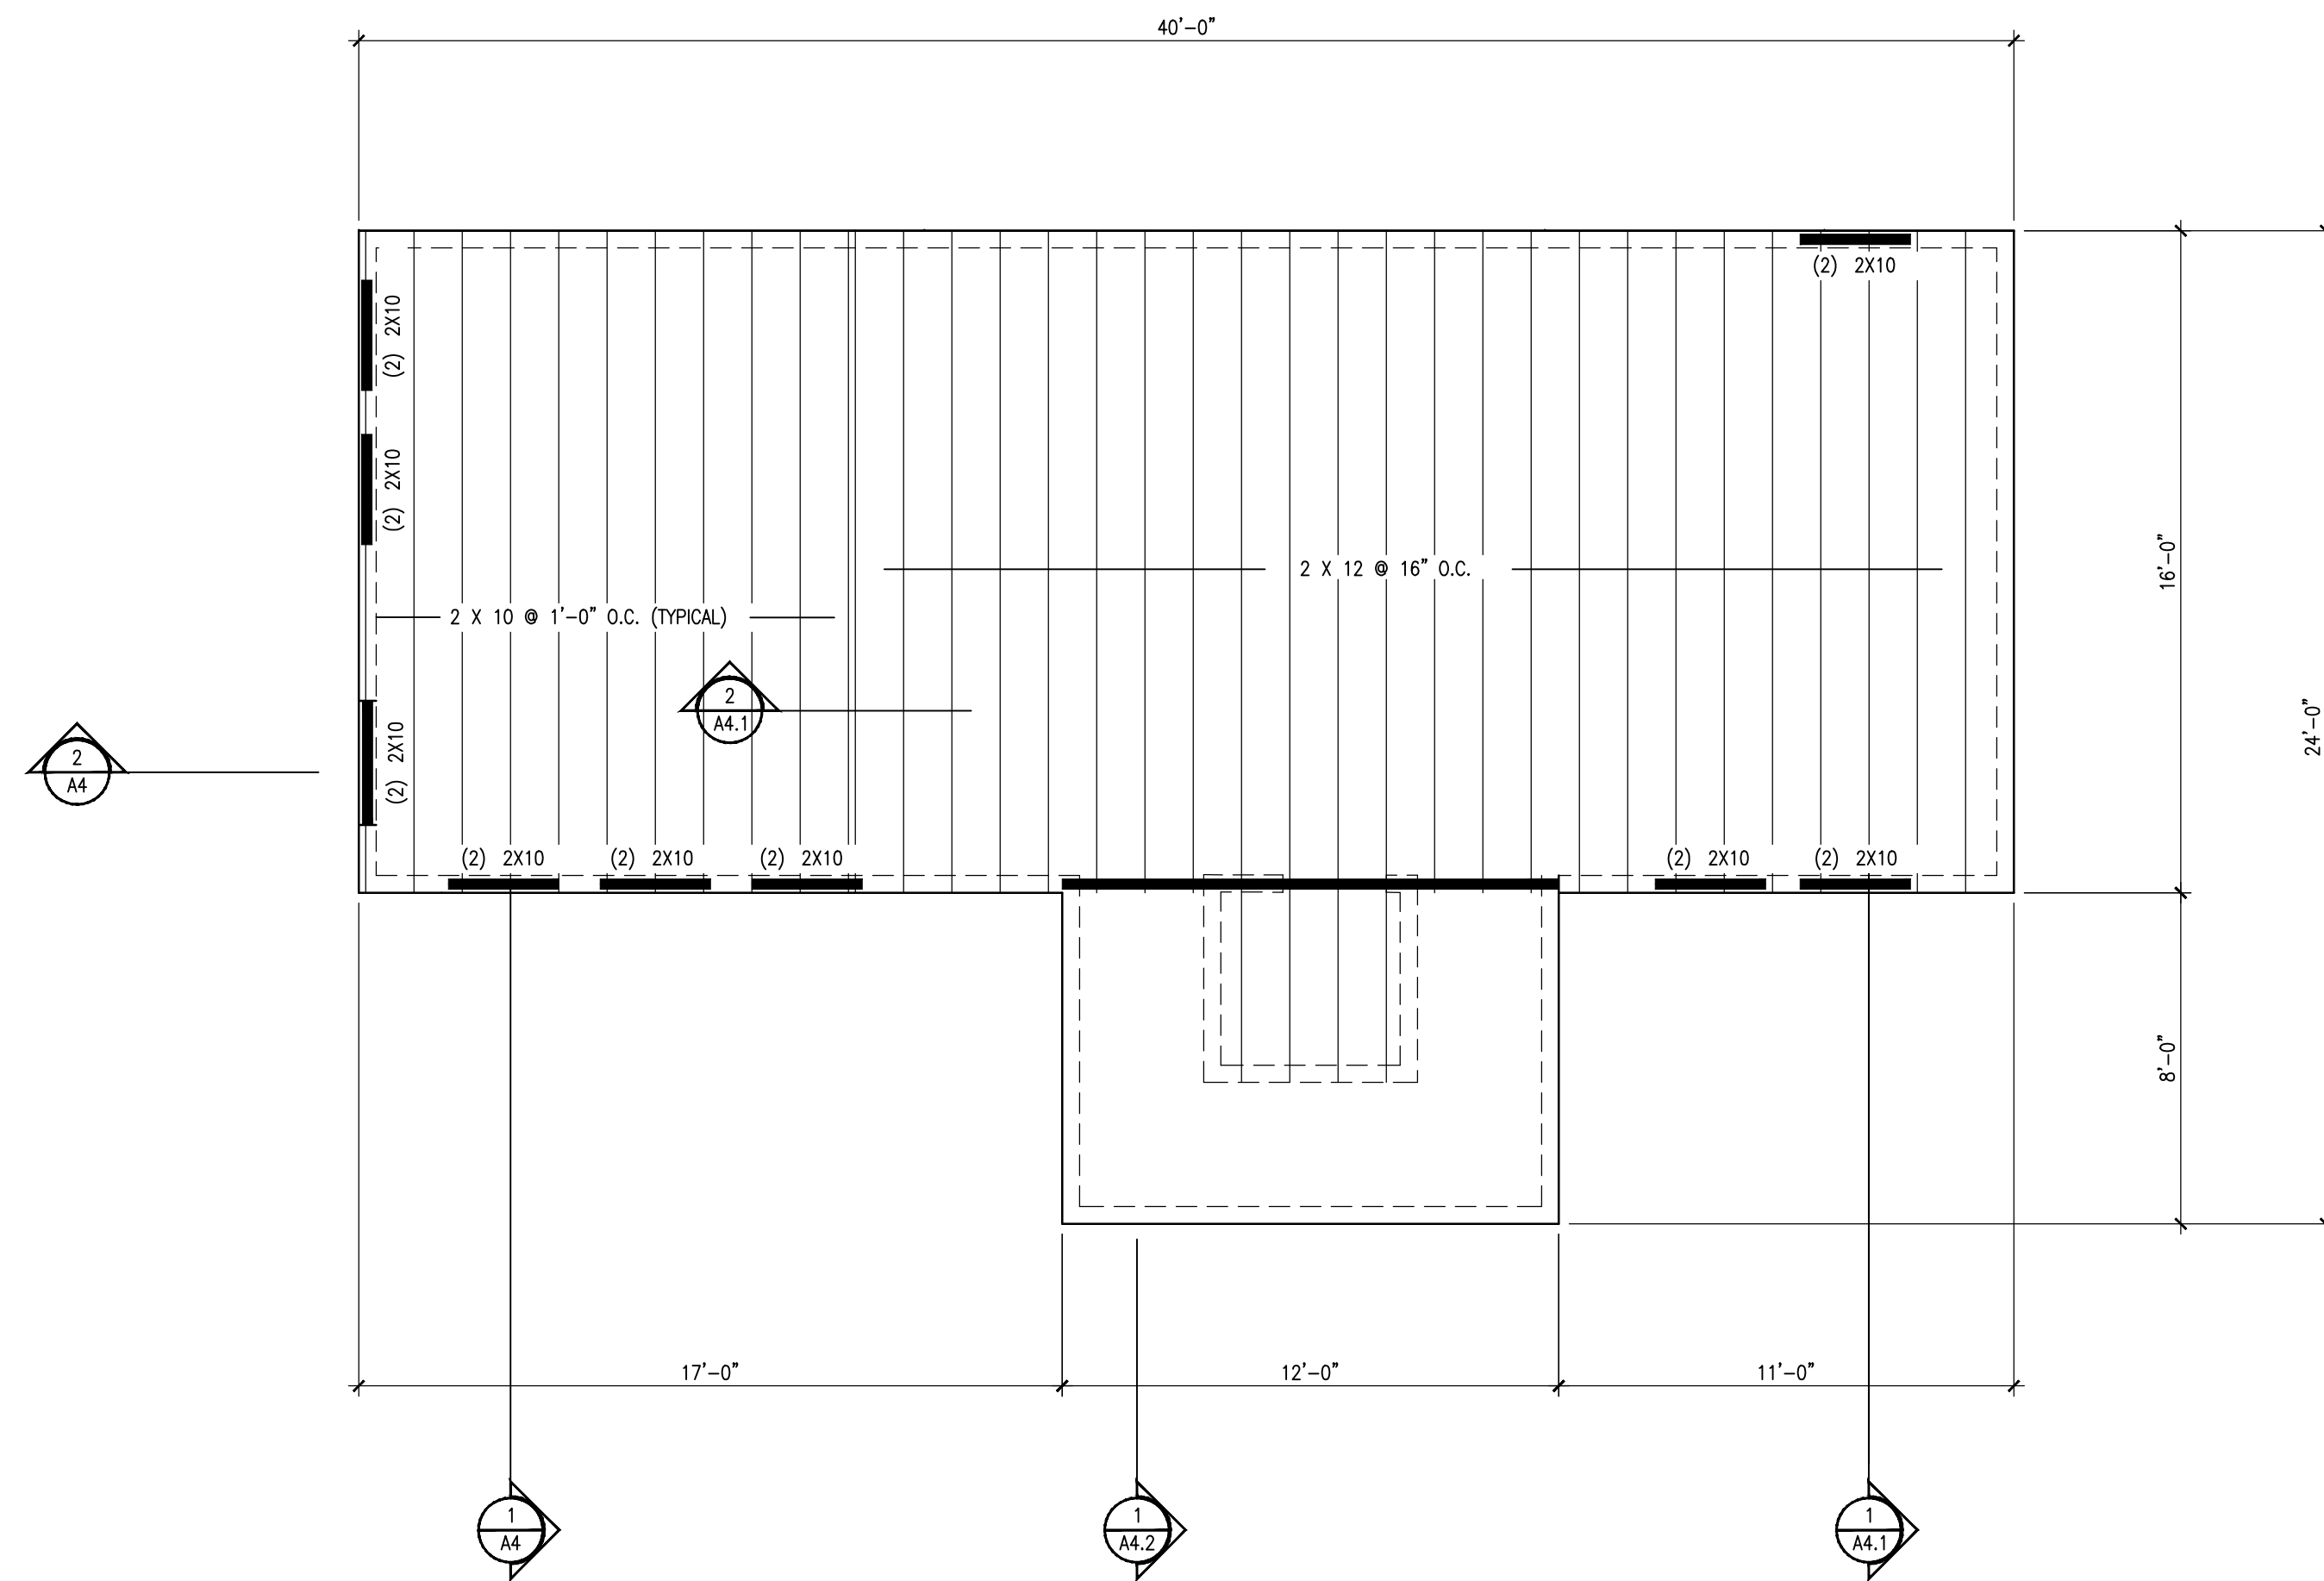 40'-0"
(2) 2X10
(2) 2X10
(2) 2X10
2 X 12 @ 16" O.C.
16'-0"
2 X 10 @ 1'-0" O.C. (TYPICAL)
2
A4.1
24'-0"
2
A4
(2) 2X10
(2) 2X10
(2) 2X10
(2) 2X10
(2) 2X10
(2) 2X10
8'-0"
17'-0"
12'-0"
11'-0"
1
A4
1
A4.2
1
A4.1